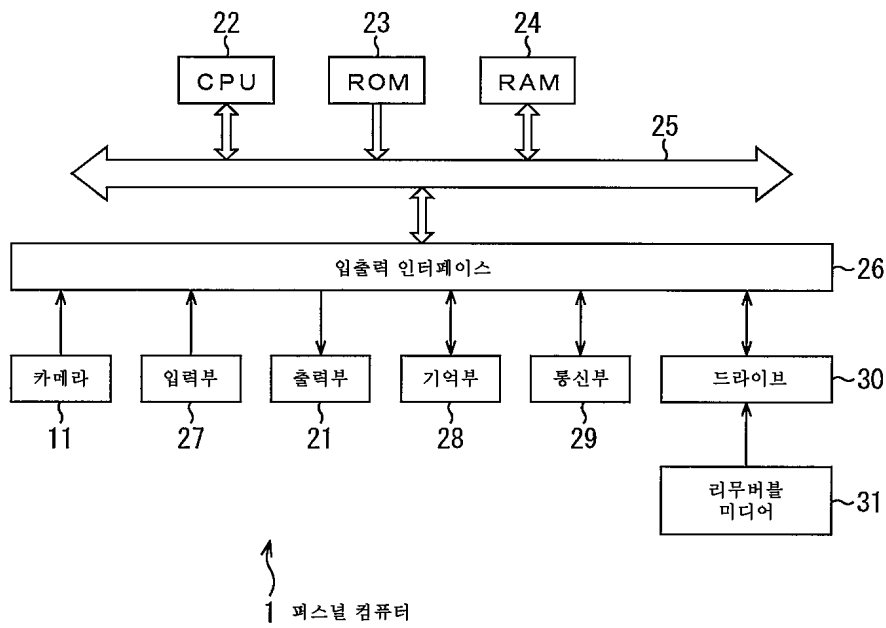 22 23 24
CPU ROM RAM
25
입출력 인터페이스 26
카메라 입력부 출력부 기억부 통신부 드라이브 30
11 27 21 28 29
리무버블
미디어 31
1 퍼스널 컴퓨터